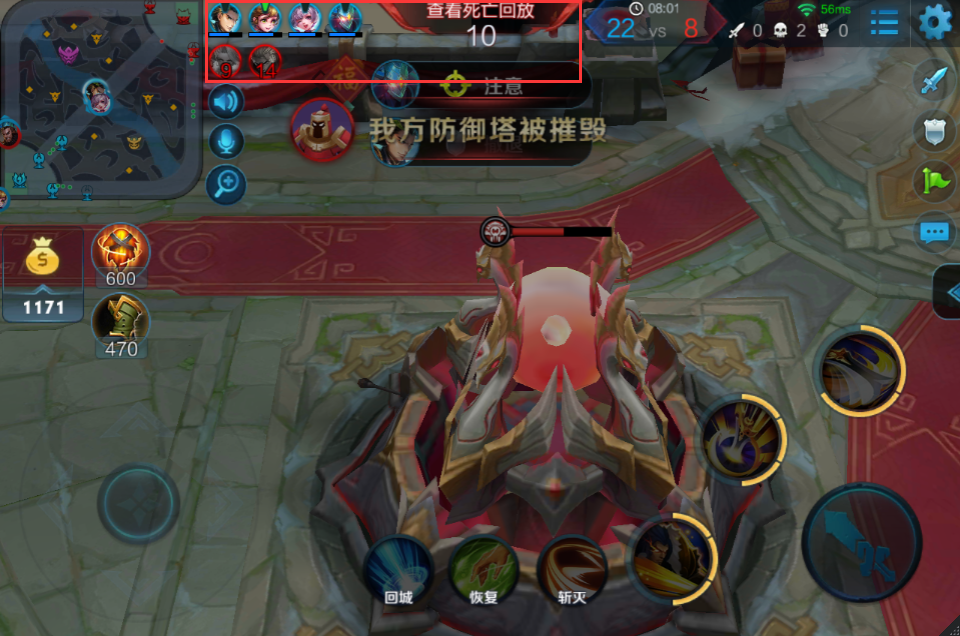 查看死亡回放
10
9
14
22 vs 8
08:01
56ms
0 2 0
注意
我方防御塔被摧毁
600
1171
470
回城
恢复
斩灭